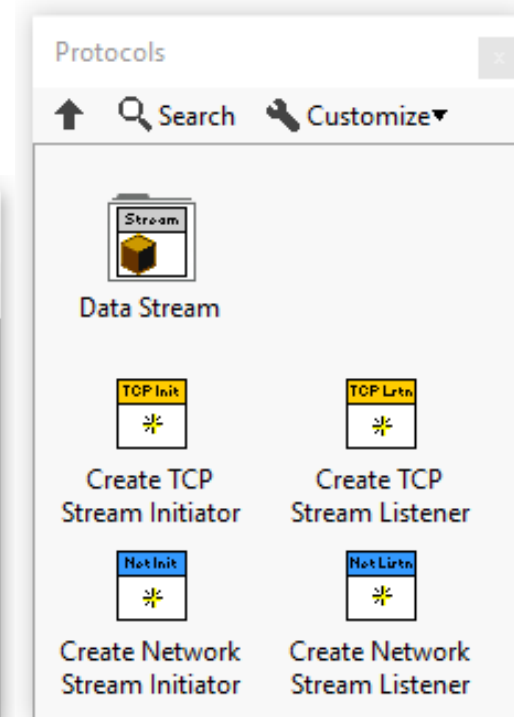 Protocols
x
Search Customize
Stream
Data Stream
TCP Init TCP Lstn
Create TCP Create TCP
Stream Initiator Stream Listener
Net Init Net Listn
Create Network Create Network
Stream Initiator Stream Listener